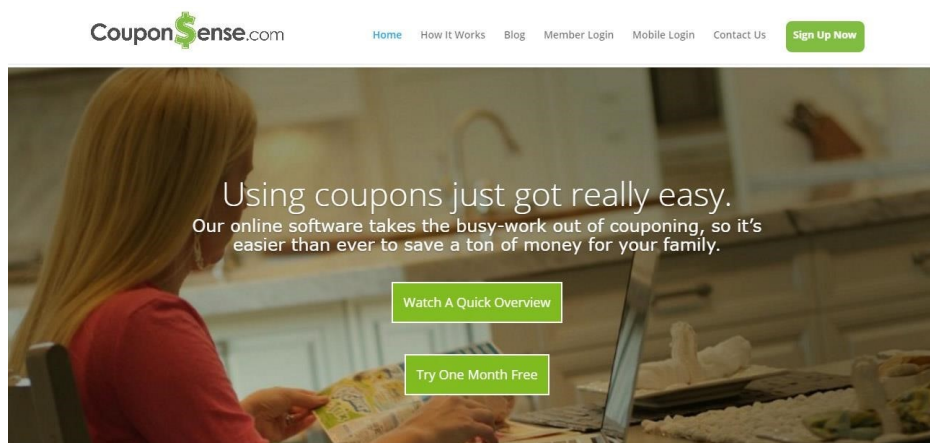 Coupon$ense.com
Home How It Works Blog Member Login Mobile Login Contact Us Sign Up Now
Using coupons just got really easy.
Our online software takes the busy-work out of couponing, so it's
easier than ever to save a ton of money for your family.
Watch A Quick Overview
Try One Month Free